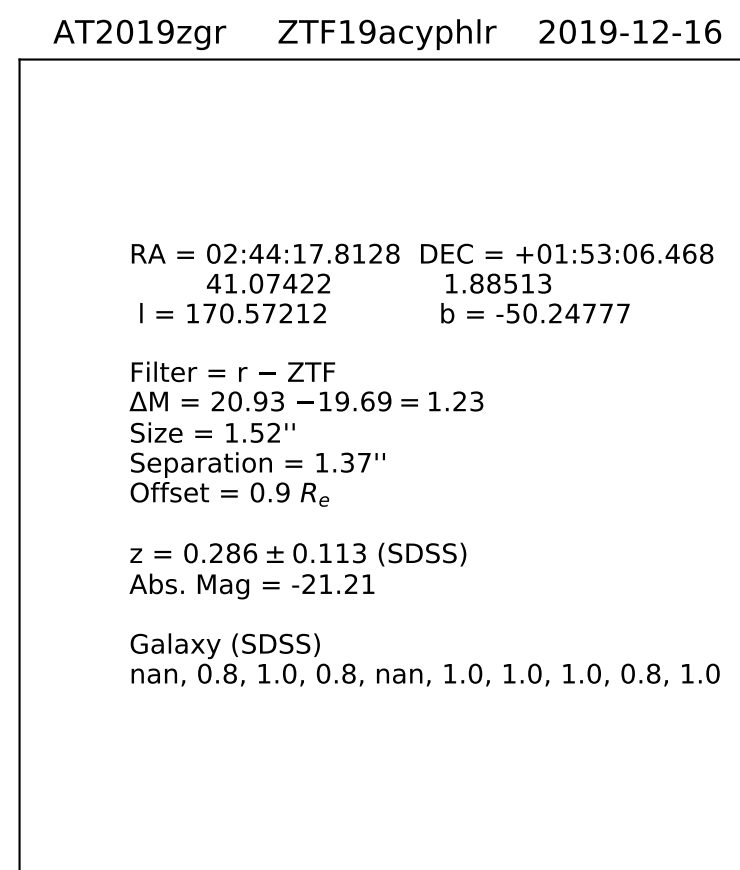 AT2019zgr ZTF19acyphlr 2019-12-16
RA = 02:44:17.8128 DEC = +01:53:06.468
41.07422 1.88513
l = 170.57212 b = -50.24777
Filter = r − ZTF
ΔM = 20.93 −19.69 = 1.23
Size = 1.52''
Separation = 1.37''
Offset = 0.9 Rₑ
z = 0.286 ± 0.113 (SDSS)
Abs. Mag = -21.21
Galaxy (SDSS)
nan, 0.8, 1.0, 0.8, nan, 1.0, 1.0, 1.0, 0.8, 1.0